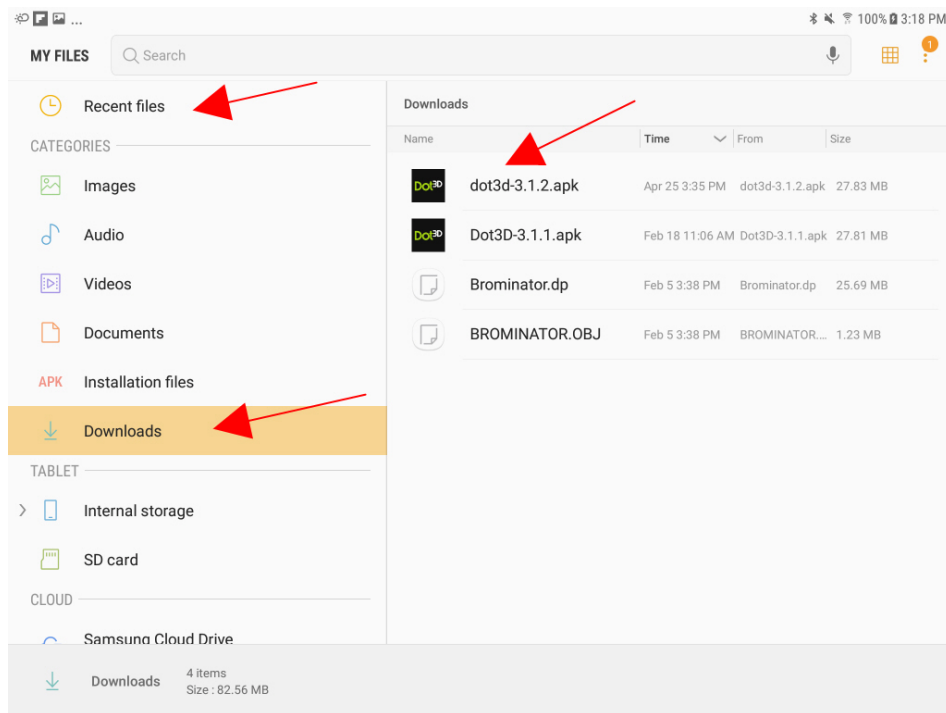 ... 100% 3:18 PM
MY FILES Search 1
Recent files
CATEGORIES
Images
Audio
Videos
Documents
APK Installation files
Downloads
TABLET
Internal storage
SD card
CLOUD
Samsung Cloud Drive
Downloads
Name Time From Size
Dot3D dot3d-3.1.2.apk Apr 25 3:35 PM dot3d-3.1.2.apk 27.83 MB
Dot3D Dot3D-3.1.1.apk Feb 18 11:06 AM Dot3D-3.1.1.apk 27.81 MB
Brominator.dp Feb 5 3:38 PM Brominator.dp 25.69 MB
BROMINATOR.OBJ Feb 5 3:38 PM BROMINATOR.... 1.23 MB
Downloads
4 items
Size : 82.56 MB